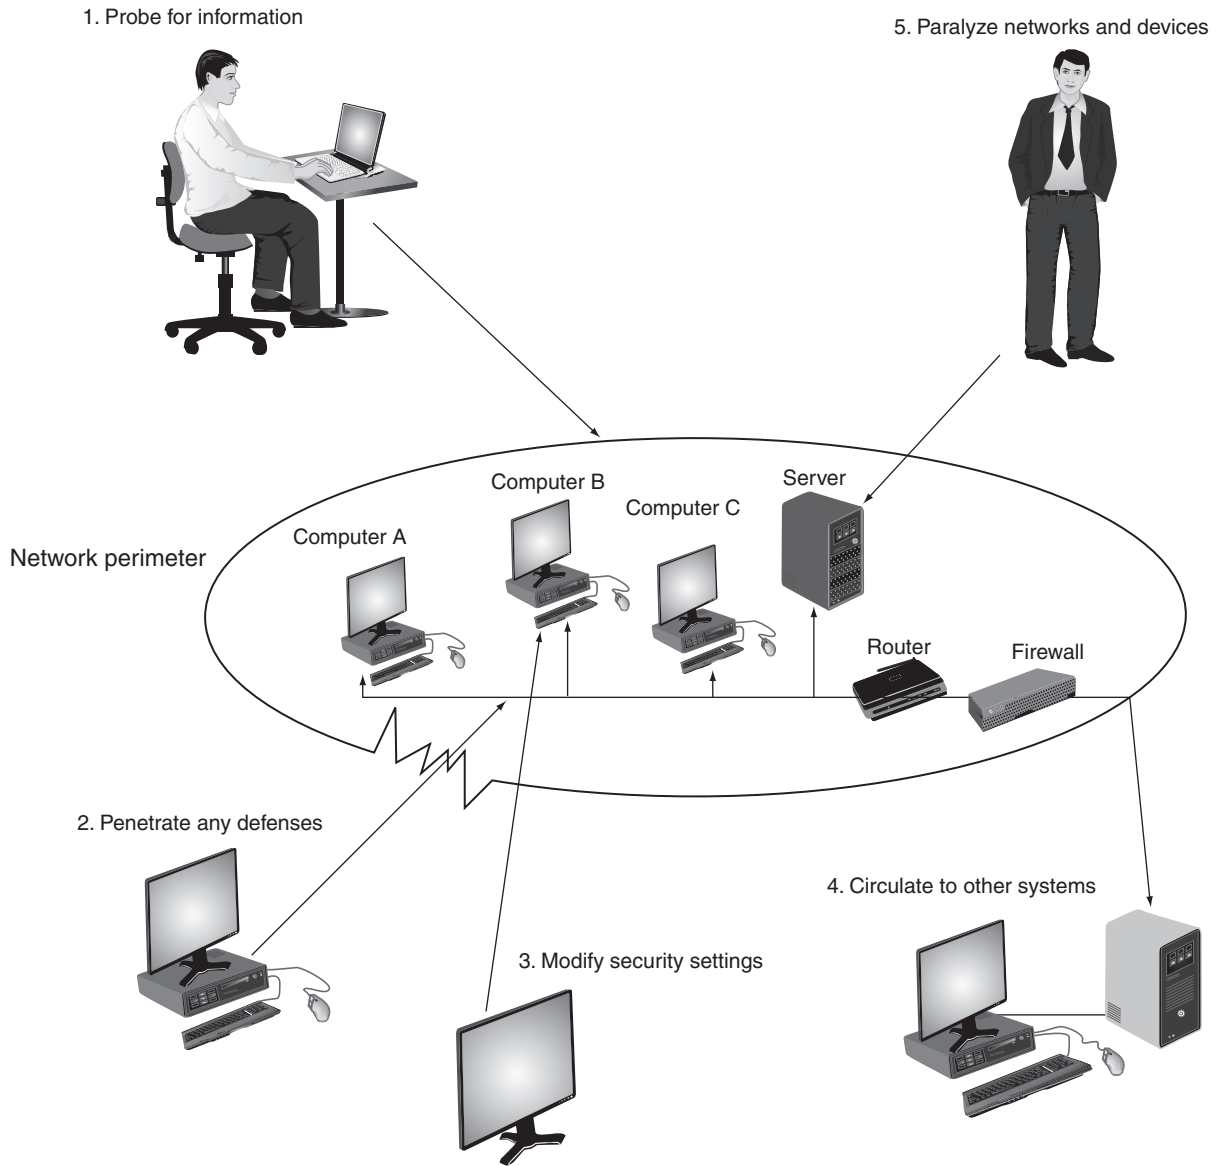 1. Probe for information
5. Paralyze networks and devices
Computer B
Server
Computer C
Computer A
Network perimeter
Router
Firewall
2. Penetrate any defenses
4. Circulate to other systems
3. Modify security settings